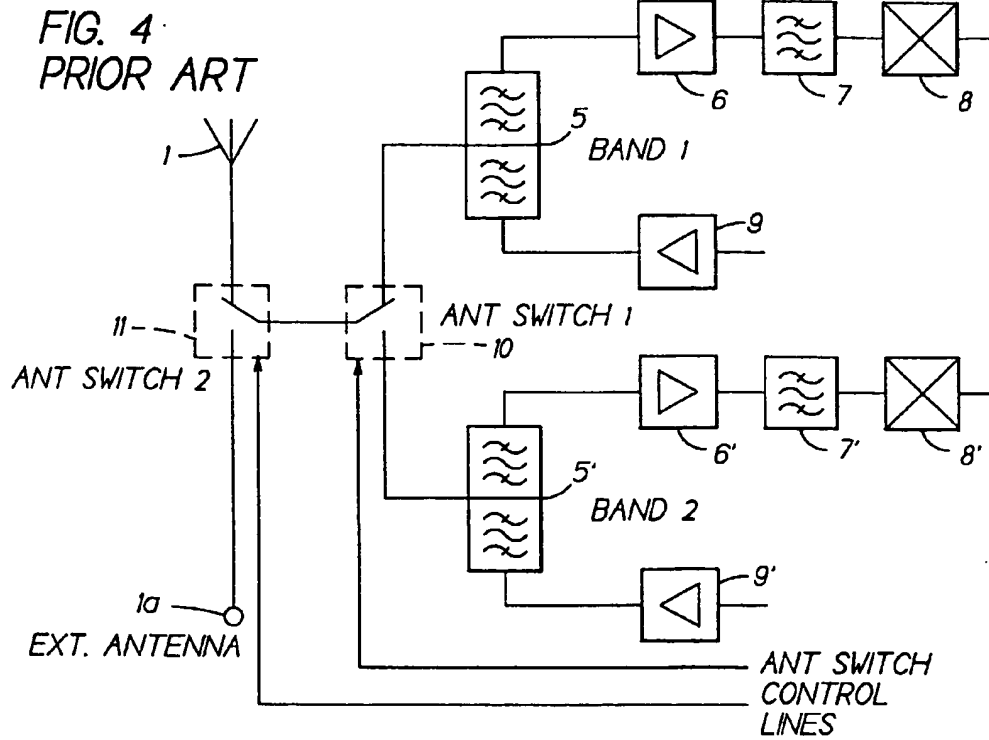 FIG. 4
PRIOR ART
1
5
BAND 1
6
7
8
9
11
ANT SWITCH 2
ANT SWITCH 1
10
5'
BAND 2
6'
7'
8'
9'
1a
EXT. ANTENNA
ANT SWITCH
CONTROL
LINES